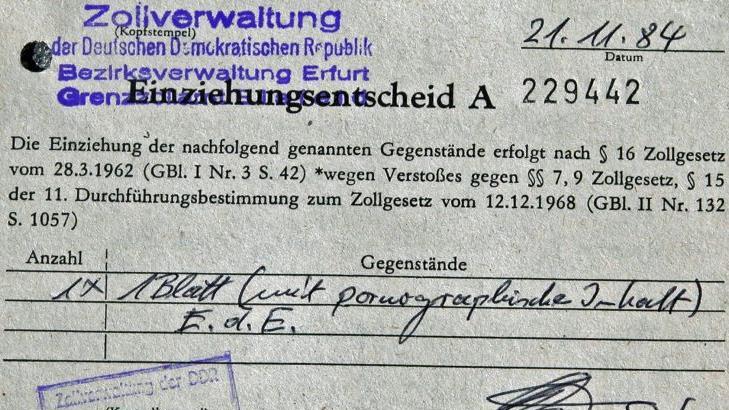 Zollverwaltung
(Kopfstempel)
der Deutschen Demokratischen Republik
21.11.84
Datum
Bezirksverwaltung Erfurt
Einziehungsentscheid A 229442
Die Einziehung der nachfolgend genannten Gegenstände erfolgt nach § 16 Zollgesetz
vom 28.3.1962 (GBl. I Nr. 3 S. 42) *wegen Verstoßes gegen §§ 7, 9 Zollgesetz, § 15
der 11. Durchführungsbestimmung zum Zollgesetz vom 12.12.1968 (GBl. II Nr. 132
S. 1057)
Anzahl Gegenstände
1x 1 Blatt (mit pornographische Inhalt)
E. d. E.
Zollverwaltung der DDR